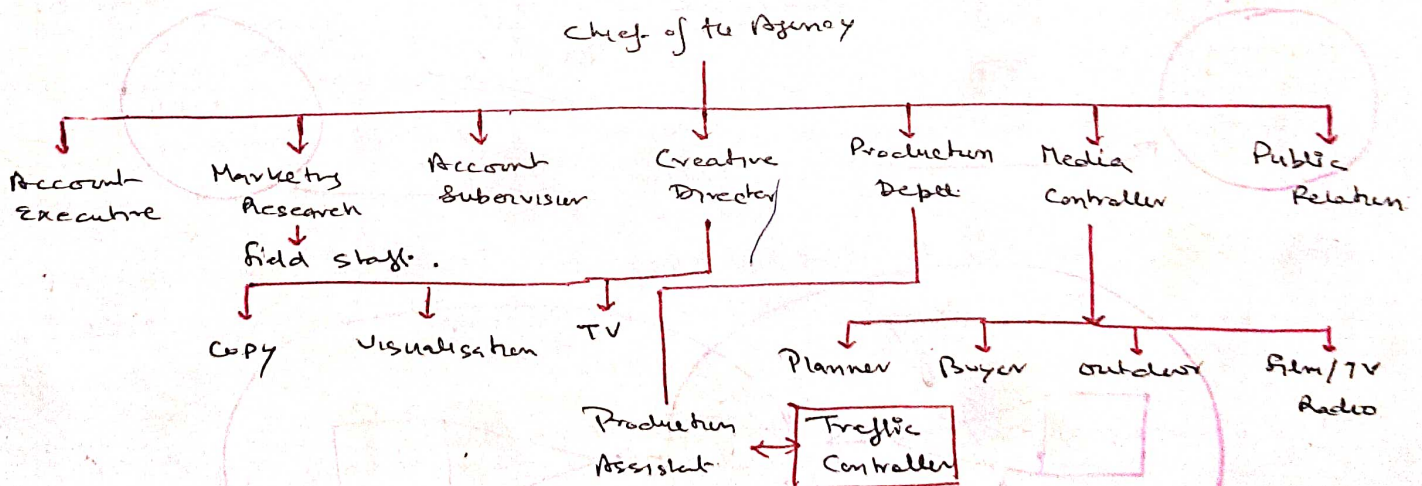 Chief of the Agency
Account Executive
Marketing Research
field staff.
Account Supervisor
Creative Director
Production Deptt.
Media Controller
Public Relation
Copy
Visualisation
TV
Planner
Buyer
Outdoor
Film/TV
Radio
Production Assistant
Traffic Controller